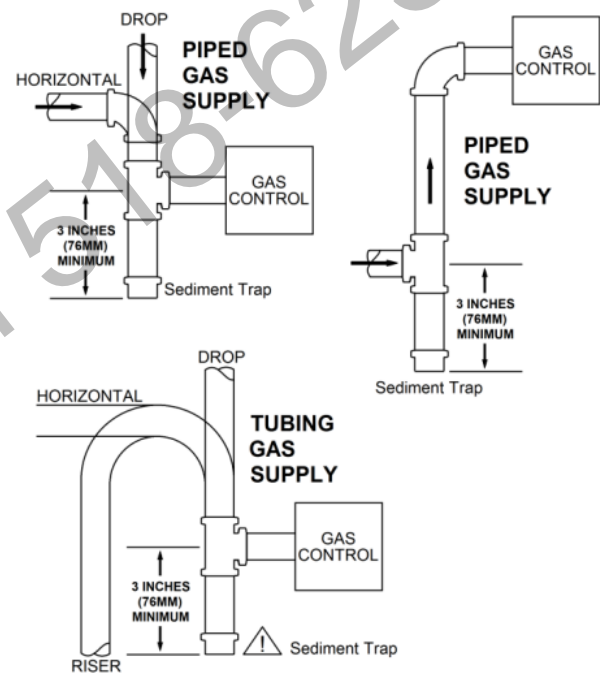 DROP
PIPED
GAS
SUPPLY
HORIZONTAL
GAS
CONTROL
3 INCHES
(76MM)
MINIMUM
Sediment Trap
GAS
CONTROL
PIPED
GAS
SUPPLY
3 INCHES
(76MM)
MINIMUM
Sediment Trap
DROP
HORIZONTAL
TUBING
GAS
SUPPLY
GAS
CONTROL
3 INCHES
(76MM)
MINIMUM
! Sediment Trap
RISER